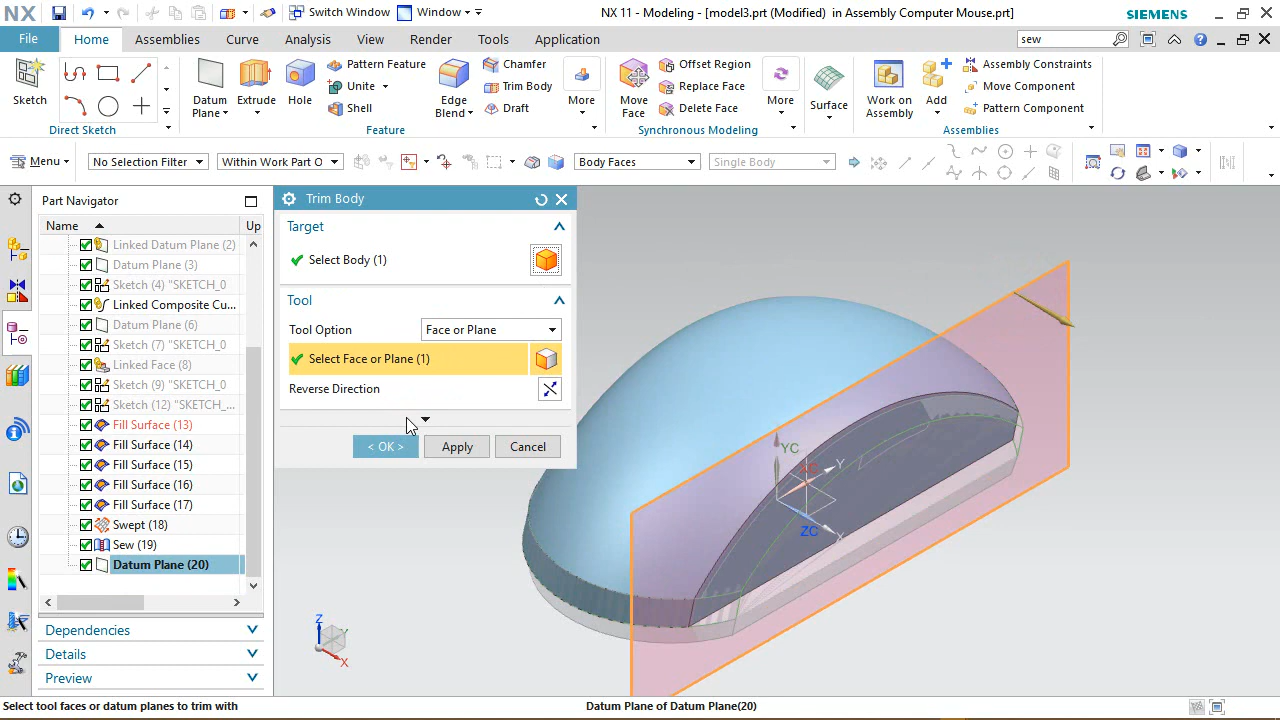 NX
Switch Window
Window
NX 11 - Modeling - [model3.prt (Modified) in Assembly Computer Mouse.prt]
SIEMENS
File
Home
Assemblies
Curve
Analysis
View
Render
Tools
Application
sew
Sketch
Direct Sketch
Datum Plane
Extrude
Hole
Pattern Feature
Unite
Shell
Edge Blend
Chamfer
Trim Body
Draft
More
Feature
Move Face
Offset Region
Replace Face
Delete Face
More
Synchronous Modeling
Surface
Work on Assembly
Add
Assembly Constraints
Move Component
Pattern Component
Assemblies
Menu
No Selection Filter
Within Work Part O
Body Faces
Single Body
Part Navigator
Name
Up
Linked Datum Plane (2)
Datum Plane (3)
Sketch (4) "SKETCH_0
Linked Composite Cu...
Datum Plane (6)
Sketch (7) "SKETCH_0
Linked Face (8)
Sketch (9) "SKETCH_0
Sketch (12) "SKETCH_...
Fill Surface (13)
Fill Surface (14)
Fill Surface (15)
Fill Surface (16)
Fill Surface (17)
Swept (18)
Sew (19)
Datum Plane (20)
Dependencies
Details
Preview
Trim Body
Target
Select Body (1)
Tool
Tool Option
Face or Plane
Select Face or Plane (1)
Reverse Direction
< OK >
Apply
Cancel
YC
XC
Y
ZC
X
Z
Y
X
Select tool faces or datum planes to trim with
Datum Plane of Datum Plane(20)